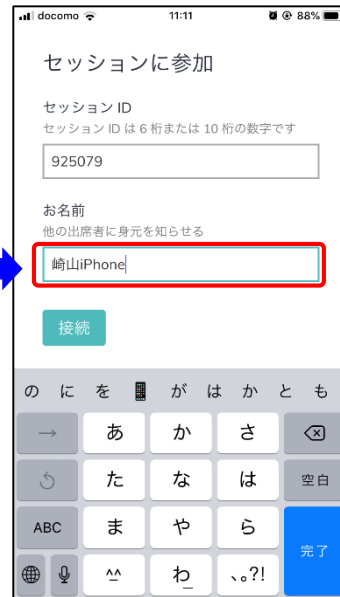 docomo 11:11 88%
セッションに参加
セッション ID
セッション ID は 6 桁または 10 桁の数字です
925079
お名前
他の出席者に身元を知らせる
崎山iPhone
接続
の に を が は か と も
→ あ か さ
た な は 空白
ABC ま や ら
^^ わ_ 、。?!
完了